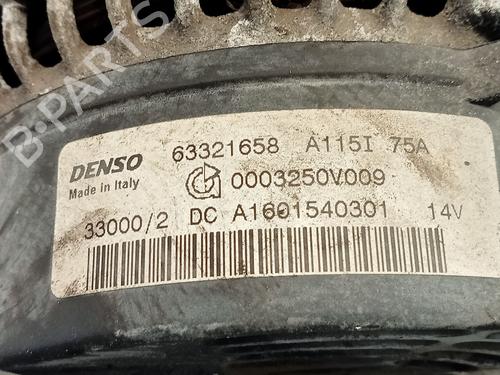 B-PARTS
DENSO
Made in Italy
63321658 A115I 75A
0003250V009
33000/2 DC A1601540301 14V